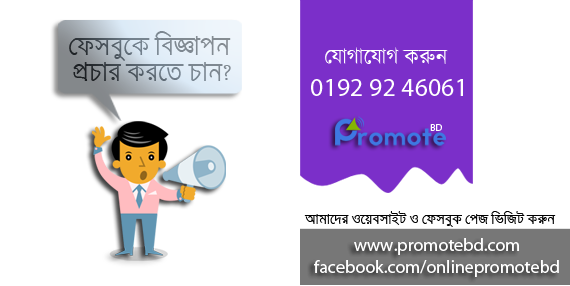 ফেসবুকে বিজ্ঞাপন
প্রচার করতে চান?
যোগাযোগ করুন
0192 92 46061
Promote BD
আমাদের ওয়েবসাইট ও ফেসবুক পেজ ভিজিট করুন
www.promotebd.com
facebook.com/onlinepromotebd